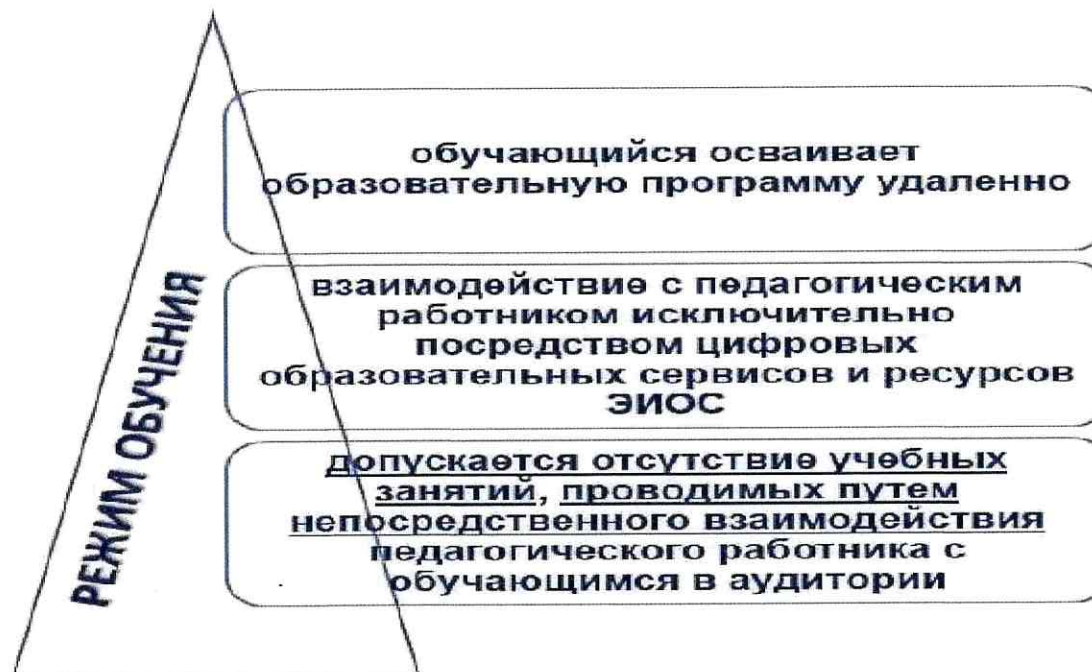 РЕЖИМ ОБУЧЕНИЯ
обучающийся осваивает
образовательную программу удаленно
взаимодействие с педагогическим
работником исключительно
посредством цифровых
образовательных сервисов и ресурсов
ЭИОС
допускается отсутствие учебных
занятий, проводимых путем
непосредственного взаимодействия
педагогического работника с
обучающимся в аудитории